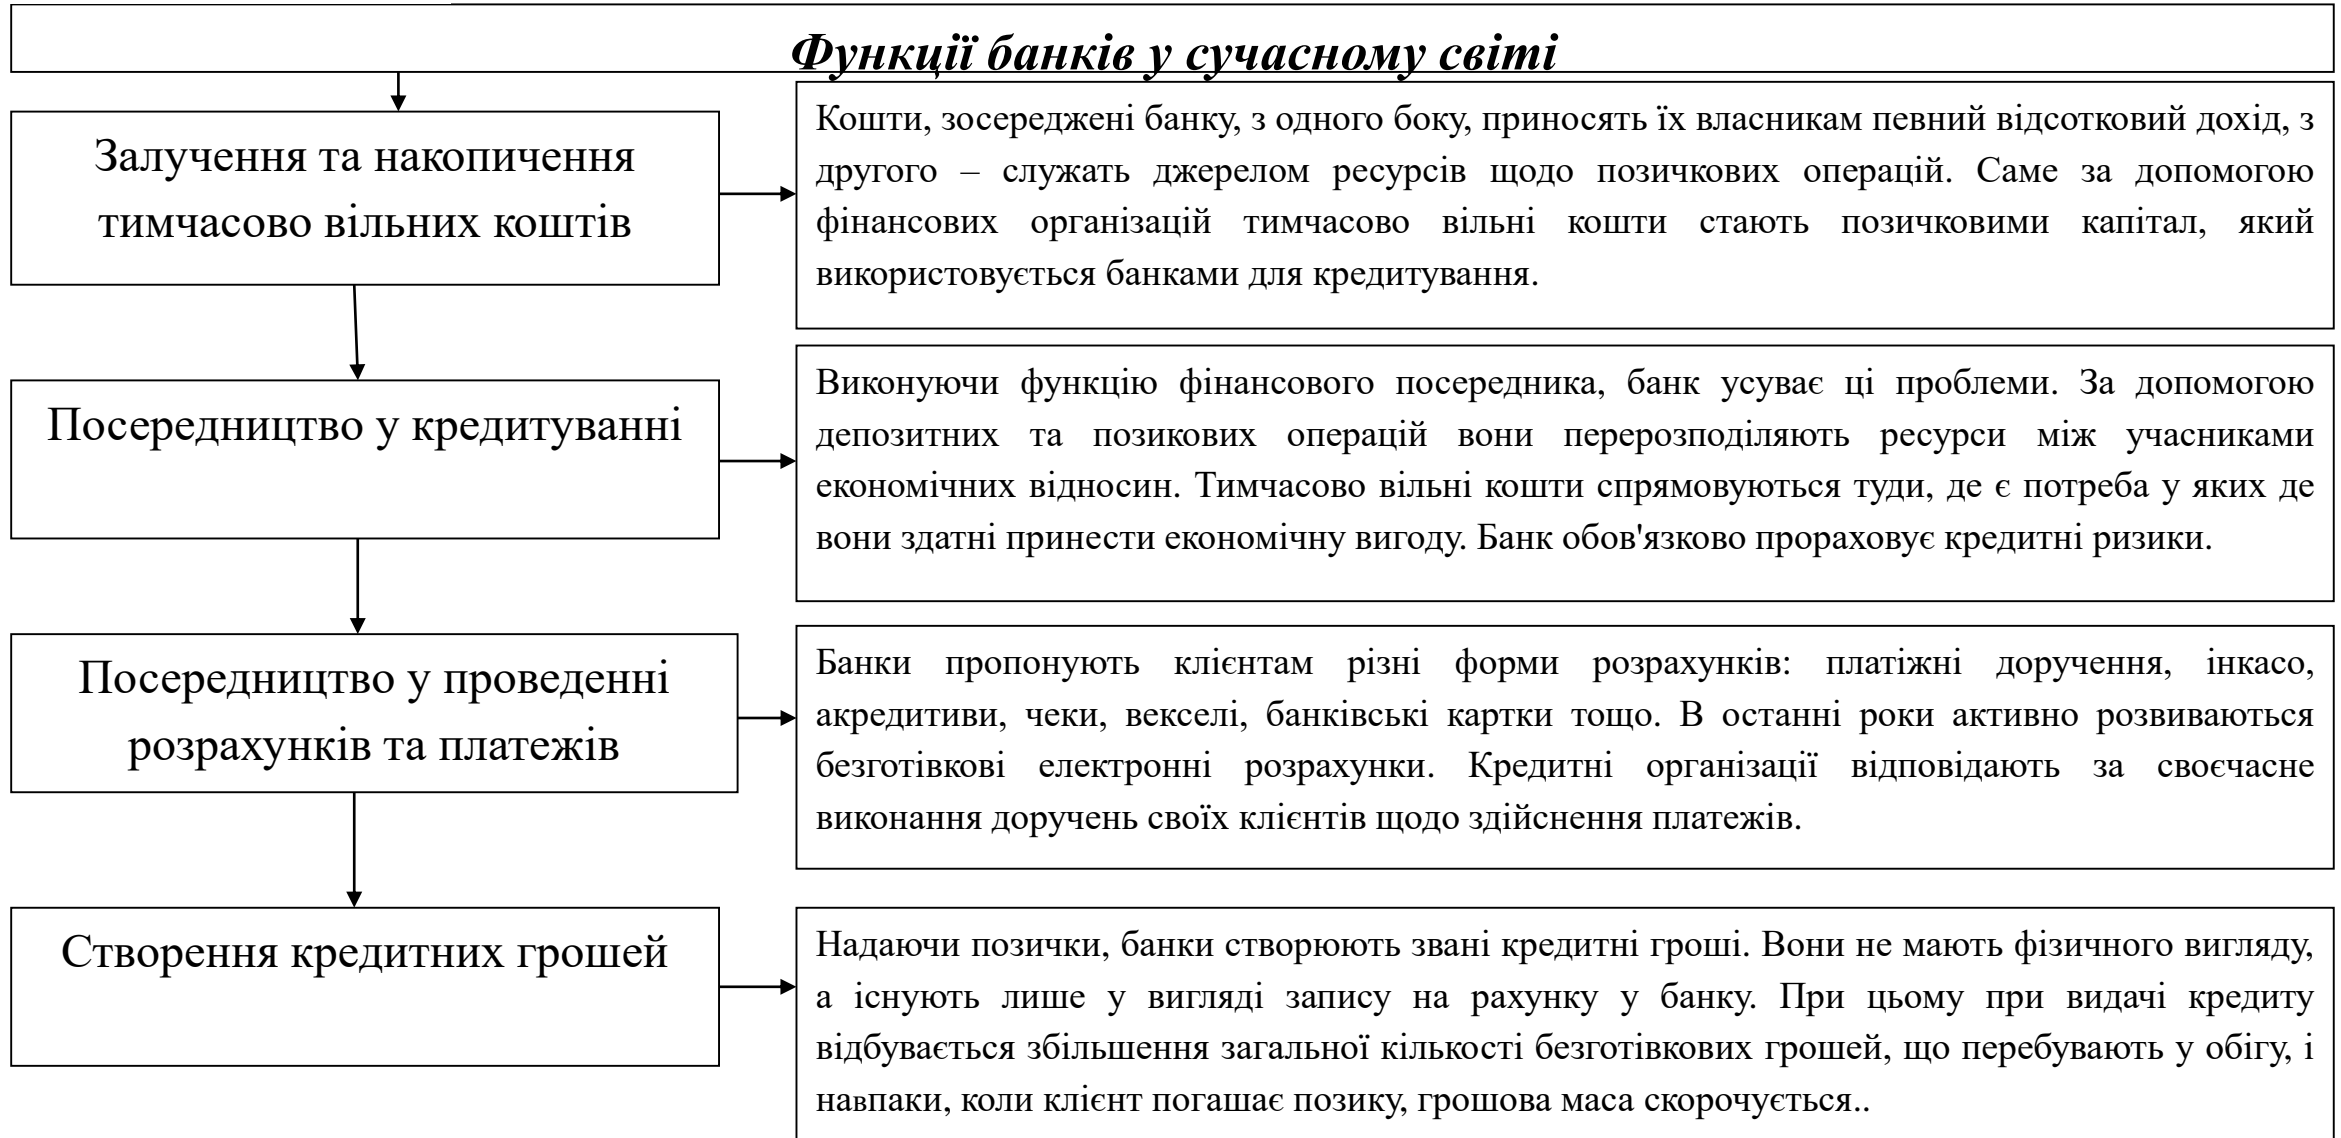 Функції банків у сучасному світі
Залучення та накопичення
тимчасово вільних коштів
Кошти, зосереджені банку, з одного боку, приносять їх власникам певний відсотковий дохід, з
другого – служать джерелом ресурсів щодо позичкових операцій. Саме за допомогою
фінансових організацій тимчасово вільні кошти стають позичковими капітал, який
використовується банками для кредитування.
Посередництво у кредитуванні
Виконуючи функцію фінансового посередника, банк усуває ці проблеми. За допомогою
депозитних та позикових операцій вони перерозподіляють ресурси між учасниками
економічних відносин. Тимчасово вільні кошти спрямовуються туди, де є потреба у яких де
вони здатні принести економічну вигоду. Банк обов'язково прораховує кредитні ризики.
Посередництво у проведенні
розрахунків та платежів
Банки пропонують клієнтам різні форми розрахунків: платіжні доручення, інкасо,
акредитиви, чеки, векселі, банківські картки тощо. В останні роки активно розвиваються
безготівкові електронні розрахунки. Кредитні організації відповідають за своєчасне
виконання доручень своїх клієнтів щодо здійснення платежів.
Створення кредитних грошей
Надаючи позички, банки створюють звані кредитні гроші. Вони не мають фізичного вигляду,
а існують лише у вигляді запису на рахунку у банку. При цьому при видачі кредиту
відбувається збільшення загальної кількості безготівкових грошей, що перебувають у обігу, і
навпаки, коли клієнт погашає позику, грошова маса скорочується..